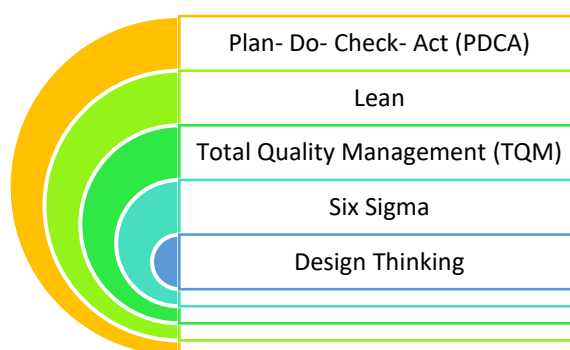 Plan- Do- Check- Act (PDCA)
Lean
Total Quality Management (TQM)
Six Sigma
Design Thinking